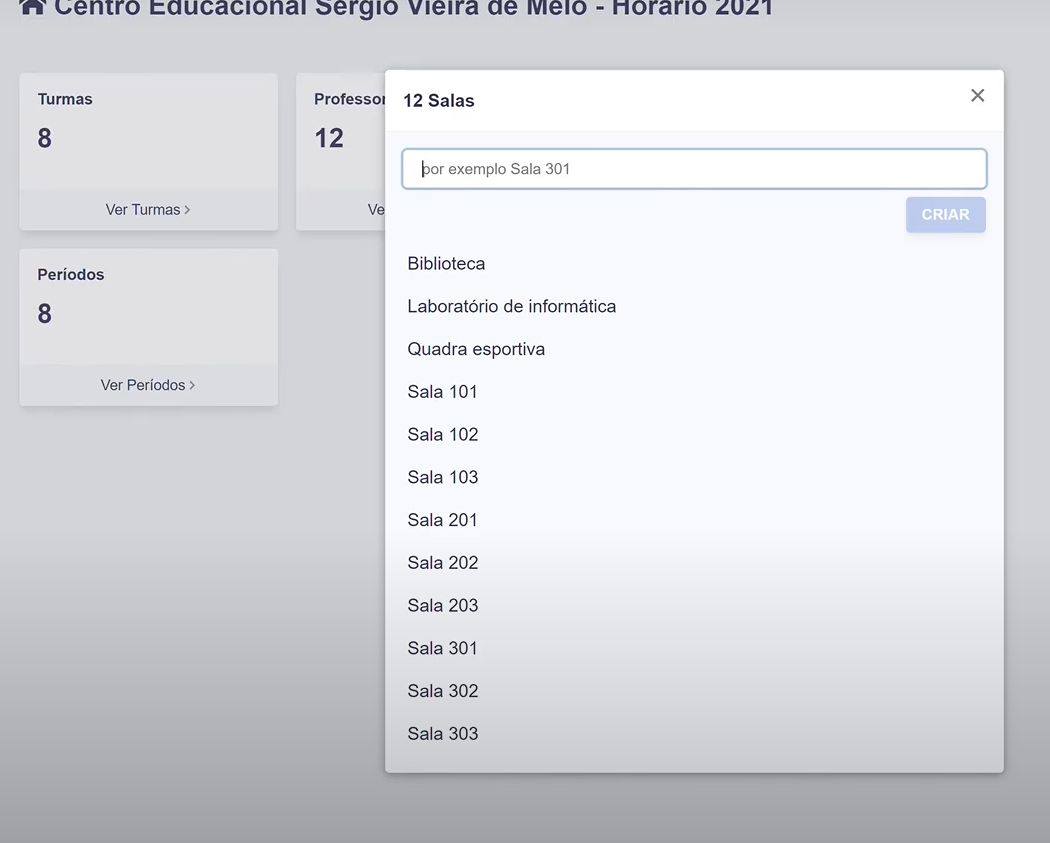 Centro Educacional Sergio Vieira de Melo - Horário 2021
Turmas
8
Ver Turmas >
Professor
12
Ve
Períodos
8
Ver Períodos >
12 Salas
×
por exemplo Sala 301
CRIAR
Biblioteca
Laboratório de informática
Quadra esportiva
Sala 101
Sala 102
Sala 103
Sala 201
Sala 202
Sala 203
Sala 301
Sala 302
Sala 303